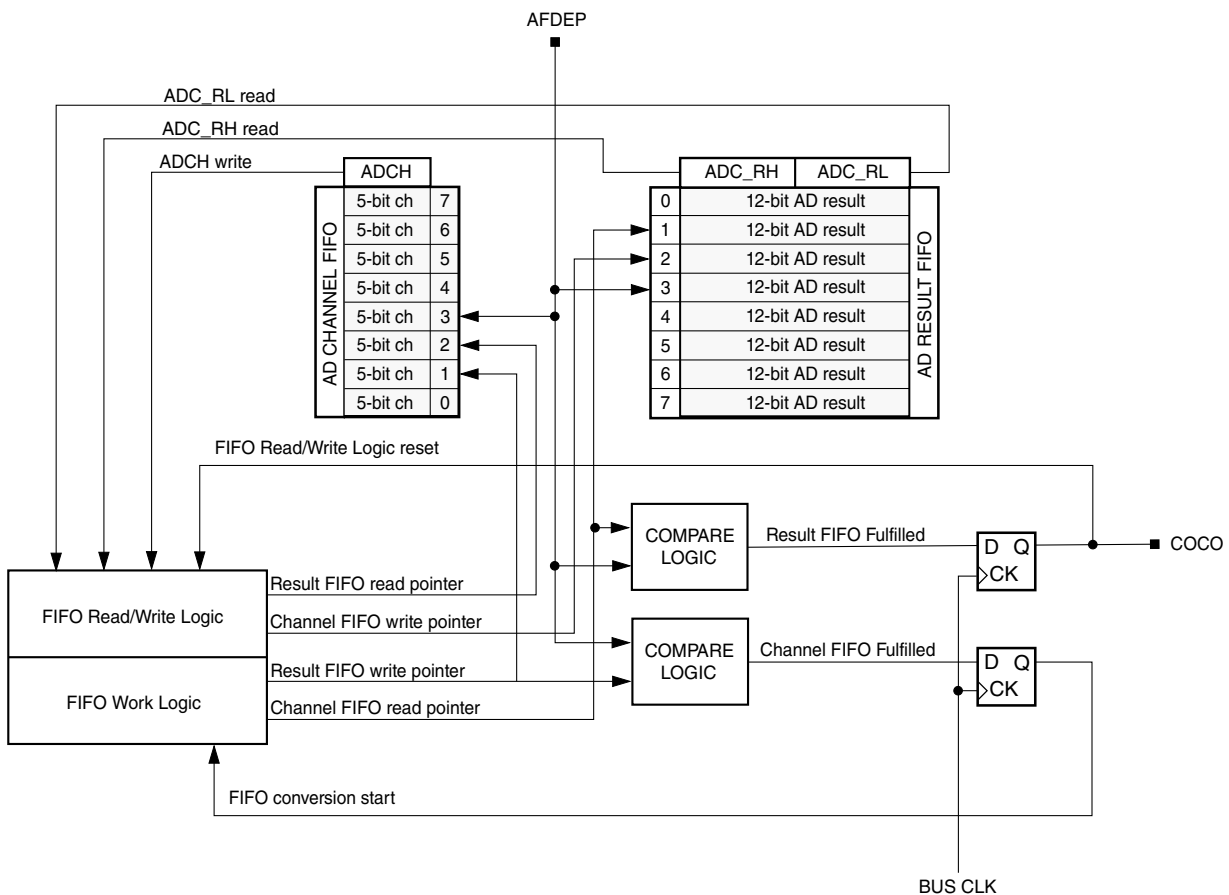 AFDEP
ADC_RL read
ADC_RH read
ADCH write
ADCH
AD CHANNEL FIFO
5-bit ch 7
5-bit ch 6
5-bit ch 5
5-bit ch 4
5-bit ch 3
5-bit ch 2
5-bit ch 1
5-bit ch 0
ADC_RH ADC_RL
0 12-bit AD result
1 12-bit AD result
2 12-bit AD result
3 12-bit AD result
4 12-bit AD result
5 12-bit AD result
6 12-bit AD result
7 12-bit AD result
AD RESULT FIFO
FIFO Read/Write Logic reset
COMPARE
LOGIC
Result FIFO Fulfilled
D Q
CK
COCO
FIFO Read/Write Logic
Result FIFO read pointer
Channel FIFO write pointer
FIFO Work Logic
Result FIFO write pointer
Channel FIFO read pointer
COMPARE
LOGIC
Channel FIFO Fulfilled
D Q
CK
FIFO conversion start
BUS CLK